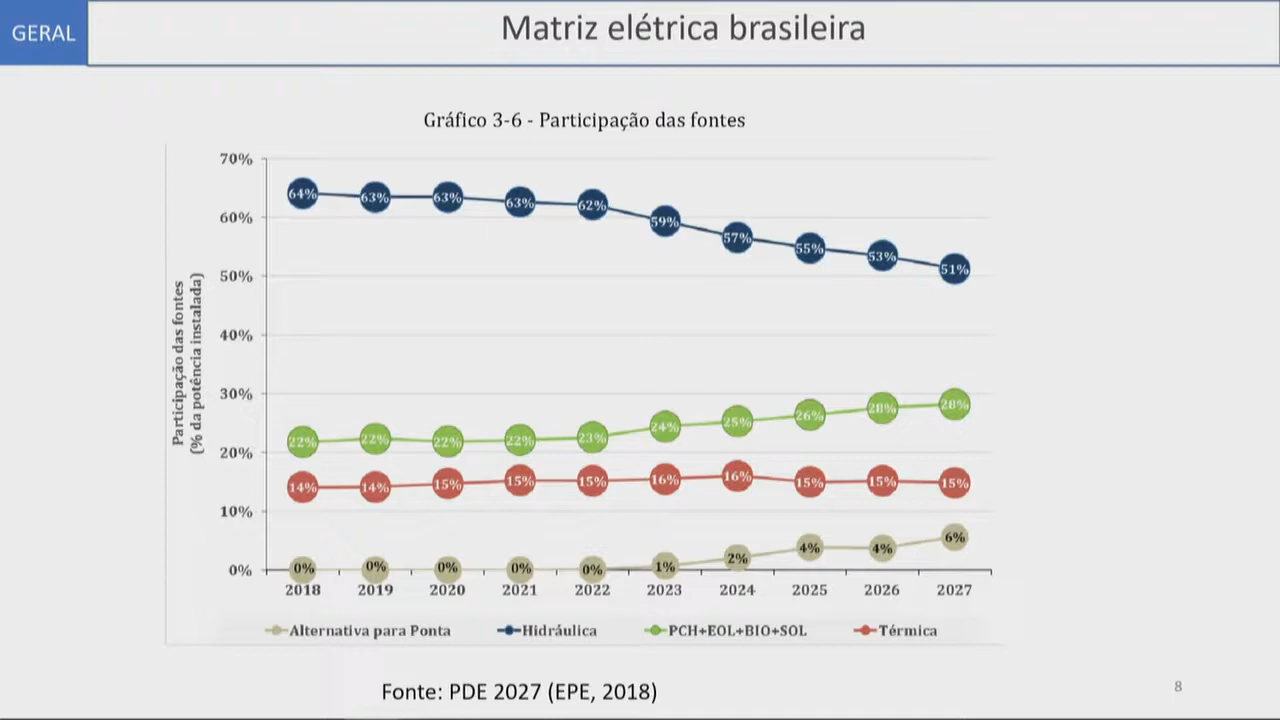 GERAL
Matriz elétrica brasileira
Gráfico 3-6 - Participação das fontes
Participação das fontes
(% da potência instalada)
70%
60%
50%
40%
30%
20%
10%
0%
64% 63% 63% 63% 62% 59% 57% 55% 53% 51%
22% 22% 22% 22% 23% 24% 25% 26% 28% 28%
14% 14% 15% 15% 15% 16% 16% 15% 15% 15%
0% 0% 0% 0% 0% 1% 2% 4% 4% 6%
2018 2019 2020 2021 2022 2023 2024 2025 2026 2027
Alternativa para Ponta Hidráulica PCH+EOL+BIO+SOL Térmica
Fonte: PDE 2027 (EPE, 2018)
8